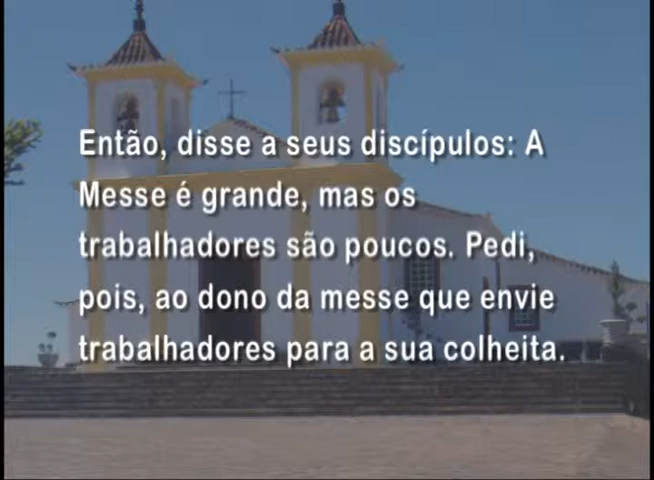 Então, disse a seus discípulos: A
Messe é grande, mas os
trabalhadores são poucos. Pedi,
pois, ao dono da messe que envie
trabalhadores para a sua colheita.